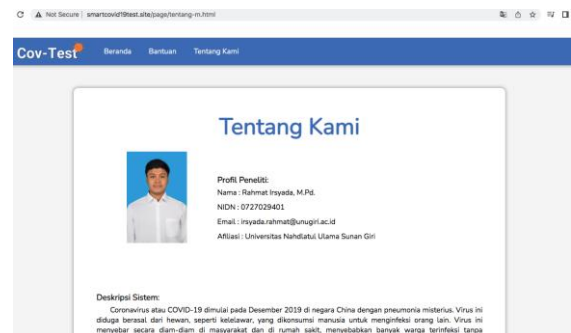 Not Secure | smartcovid19test.site/page/tentang-m.html
Cov-Test Beranda Bantuan Tentang Kami
Tentang Kami
Profil Peneliti:
Nama : Rahmat Irsyada, M.Pd.
NIDN : 0727029401
Email : irsyada.rahmat@unugiri.ac.id
Afiliasi : Universitas Nahdlatul Ulama Sunan Giri
Deskripsi Sistem:
Coronavirus atau COVID-19 dimulai pada Desember 2019 di negara China dengan pneumonia misterius. Virus ini
diduga berasal dari hewan, seperti kelelawar, yang dikonsumsi manusia untuk menginfeksi orang lain. Virus ini
menyebar secara diam-diam di masyarakat dan di rumah sakit, menyebabkan banyak warga terinfeksi tanpa